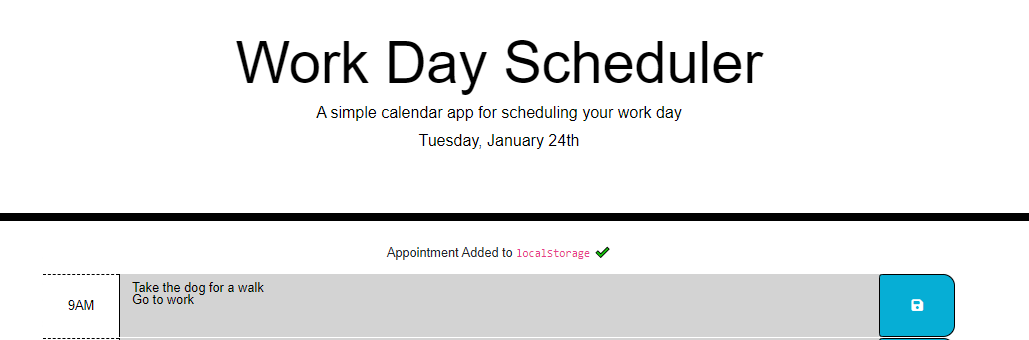 Work Day Scheduler
A simple calendar app for scheduling your work day
Tuesday, January 24th
Appointment Added to localStorage ✔
9AM
Take the dog for a walk
Go to work